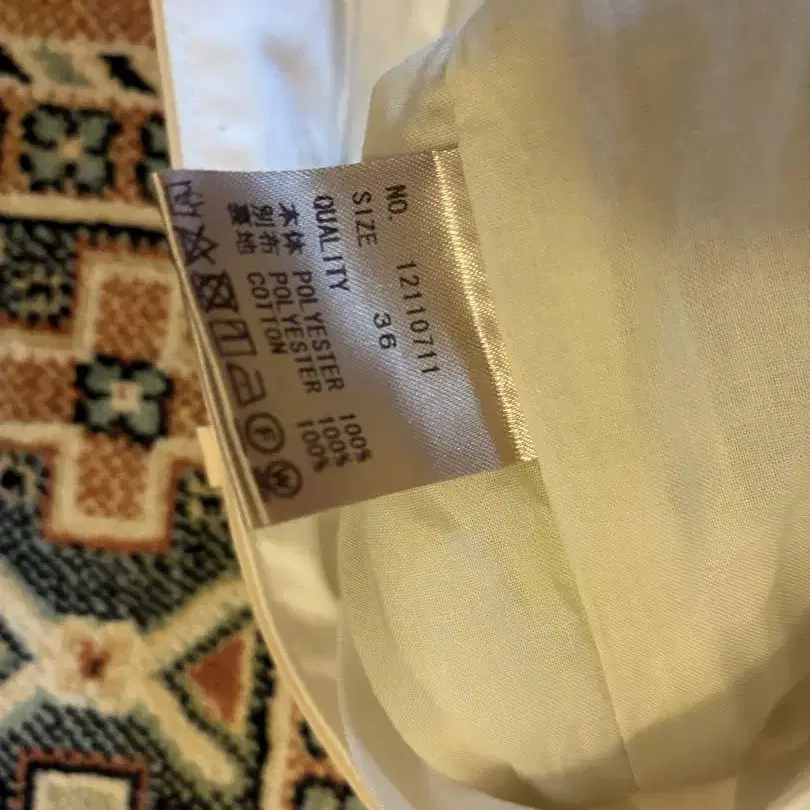 NO. 12110711
SIZE 36
QUALITY
本体 POLYESTER 100%
別布 POLYESTER 100%
裏地 COTTON 100%
F W